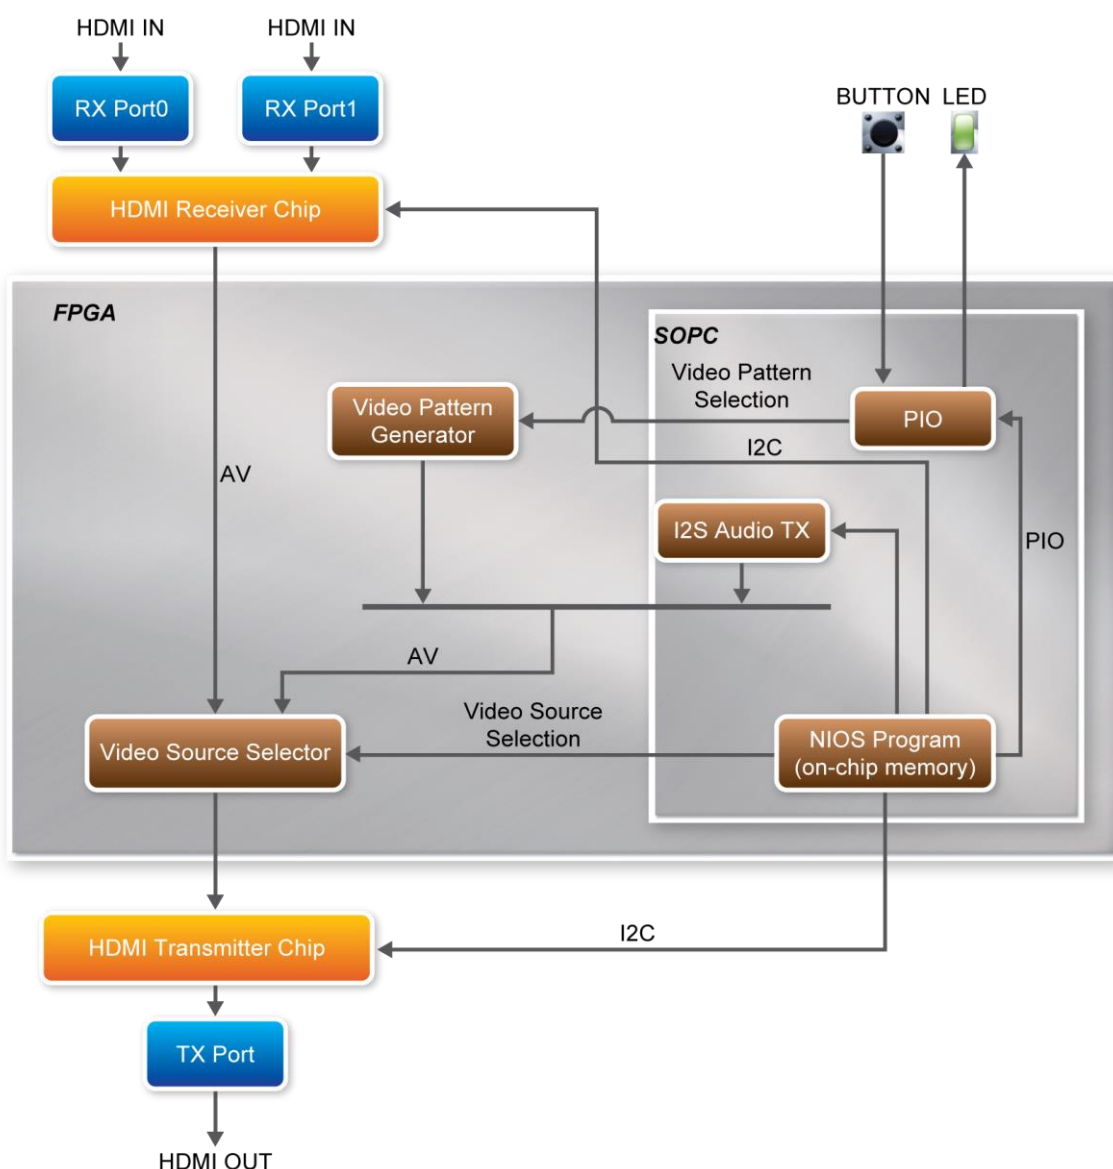 HDMI IN
HDMI IN
RX Port0
RX Port1
BUTTON
LED
HDMI Receiver Chip
FPGA
SOPC
Video Pattern
Selection
Video Pattern
Generator
PIO
I2C
AV
I2S Audio TX
PIO
AV
Video Source
Selection
Video Source Selector
NIOS Program
(on-chip memory)
HDMI Transmitter Chip
I2C
TX Port
HDMI OUT